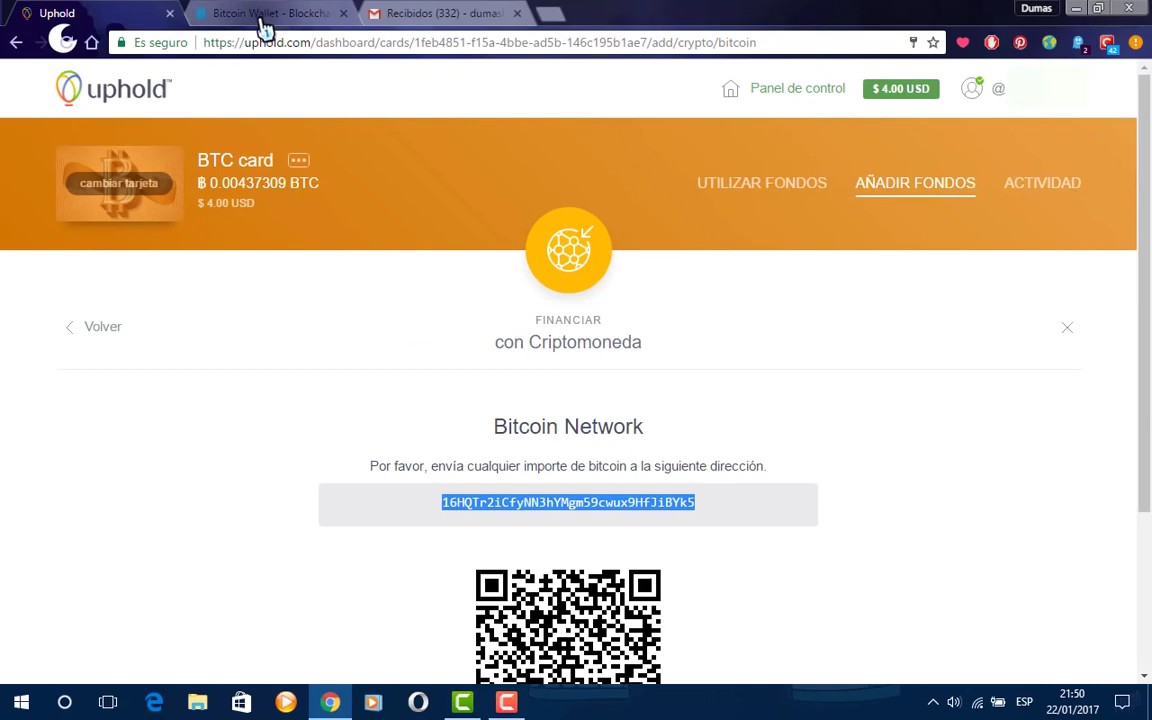 Uphold
Bitcoin Wallet - Blockcha
Recibidos (332) - dumas
Dumas
Es seguro
https://uphold.com/dashboard/cards/1feb4851-f15a-4bbe-ad5b-146c195b1ae7/add/crypto/bitcoin
2
42
uphold™
Panel de control
$ 4.00 USD
@
cambiar tarjeta
BTC card
฿ 0.00437309 BTC
$ 4.00 USD
UTILIZAR FONDOS
AÑADIR FONDOS
ACTIVIDAD
Volver
FINANCIAR
con Criptomoneda
Bitcoin Network
Por favor, envía cualquier importe de bitcoin a la siguiente dirección.
16HQTr2iCfyNN3hYMgm59cwux9HfJiBYk5
ESP
21:50
22/01/2017